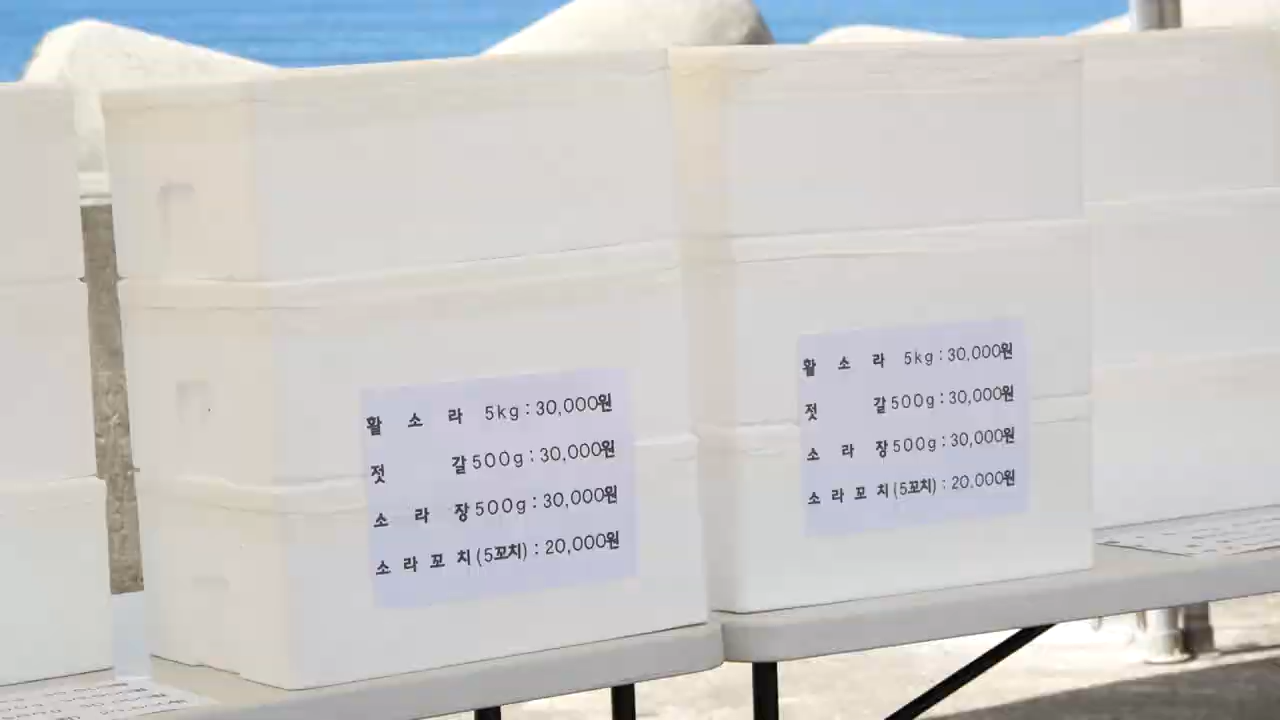 활 소 라 5kg : 30,000원
젓 갈 500g : 30,000원
소 라 장 500g : 30,000원
소 라 꼬 치 (5꼬치) : 20,000원
활 소 라 5kg : 30,000원
젓 갈 500g : 30,000원
소 라 장 500g : 30,000원
소 라 꼬 치 (5꼬치) : 20,000원